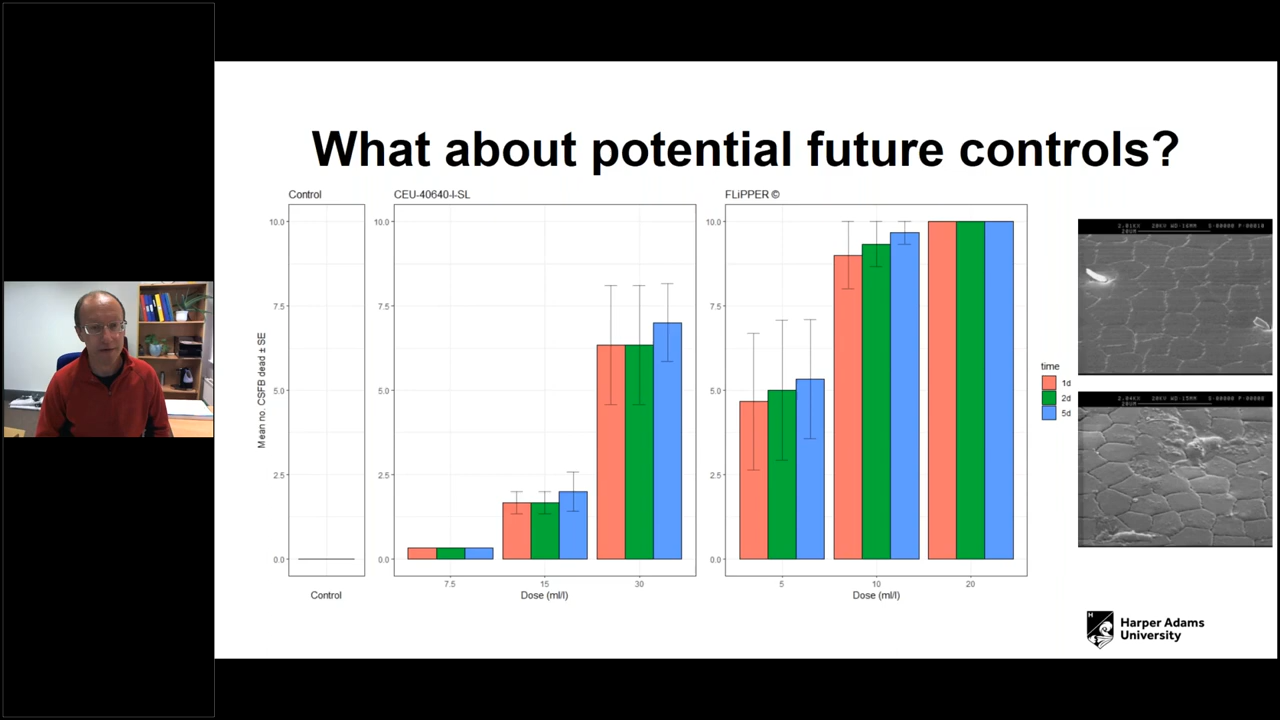 What about potential future controls?
Control
CEU-40640-I-SL
FLiPPER ©
Mean no. CSFB dead ± SE
10.0
7.5
5.0
2.5
0.0
Control
10.0
7.5
5.0
2.5
0.0
7.5
15
30
Dose (ml/l)
10.0
7.5
5.0
2.5
0.0
5
10
20
Dose (ml/l)
time
1d
2d
5d
Harper Adams
University